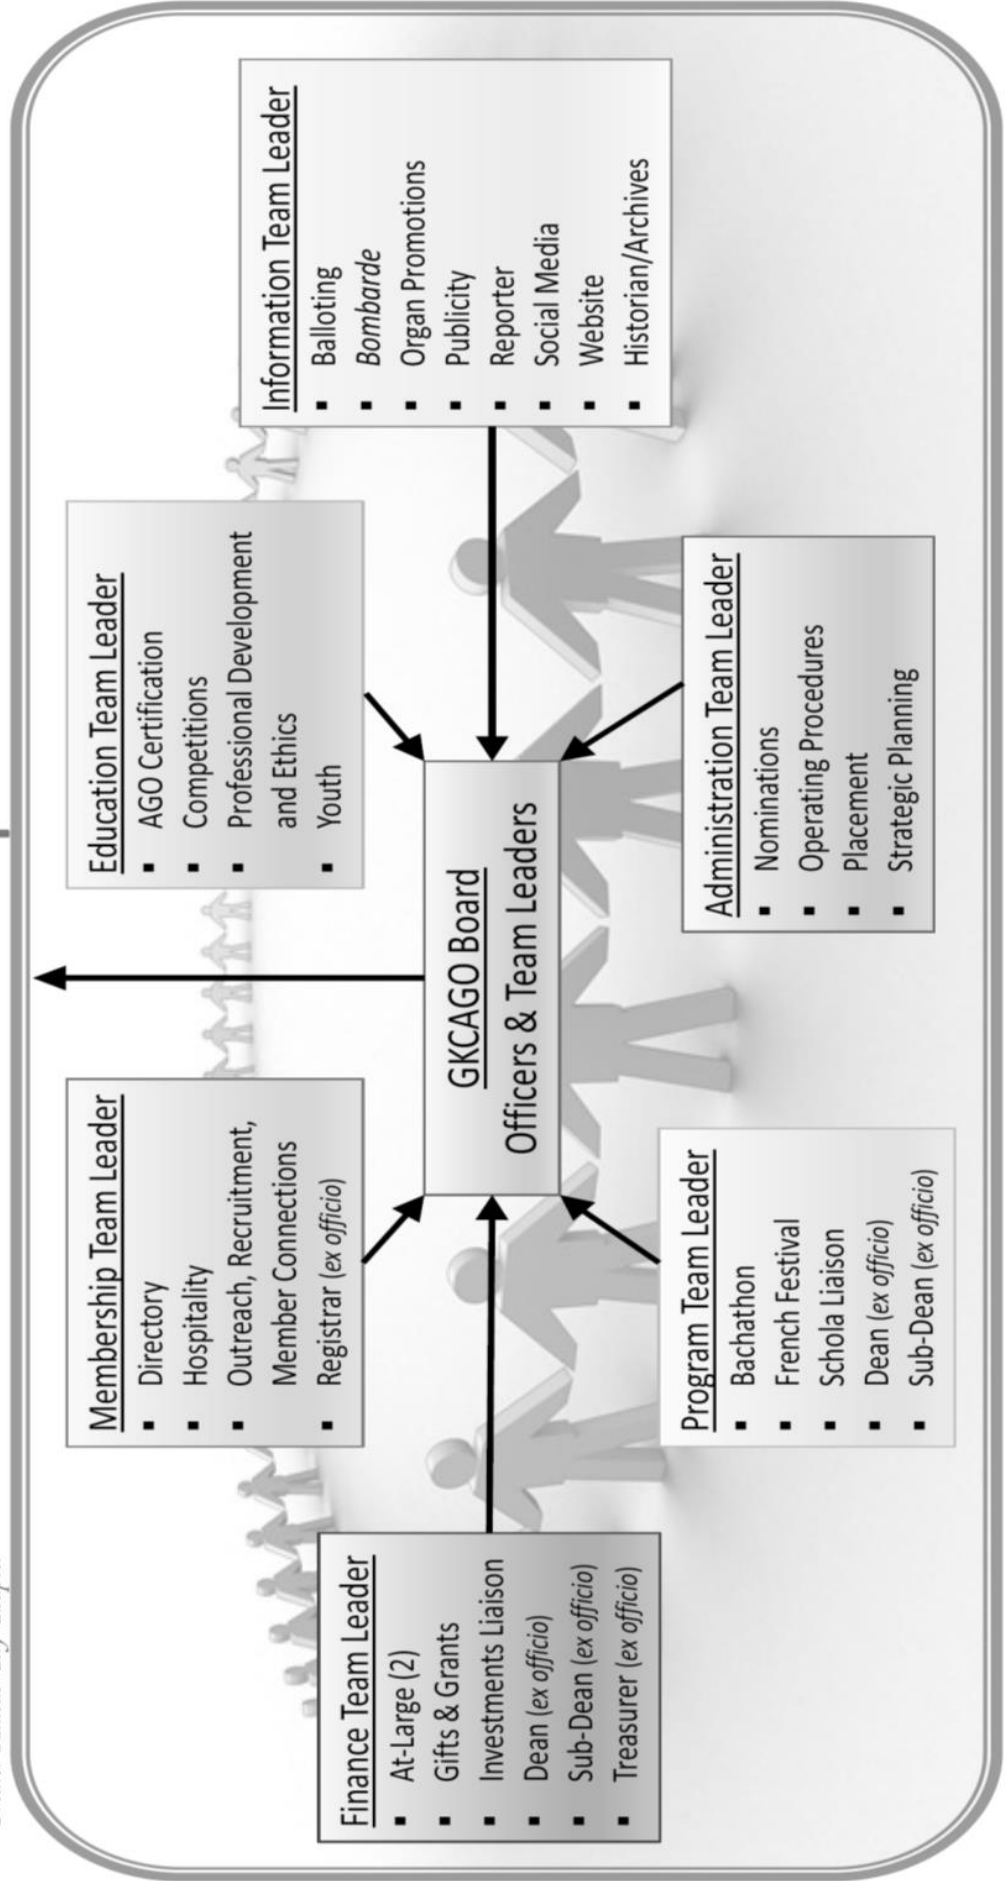 Membership Team Leader
▪ Directory
▪ Hospitality
▪ Outreach, Recruitment,
Member Connections
▪ Registrar (ex officio)
Education Team Leader
▪ AGO Certification
▪ Competitions
▪ Professional Development
and Ethics
▪ Youth
Finance Team Leader
▪ At-Large (2)
▪ Gifts & Grants
▪ Investments Liaison
▪ Dean (ex officio)
▪ Sub-Dean (ex officio)
▪ Treasurer (ex officio)
GKCAGO Board
Officers & Team Leaders
Information Team Leader
▪ Balloting
▪ Bombarde
▪ Organ Promotions
▪ Publicity
▪ Reporter
▪ Social Media
▪ Website
▪ Historian/Archives
Program Team Leader
▪ Bachathon
▪ French Festival
▪ Schola Liaison
▪ Dean (ex officio)
▪ Sub-Dean (ex officio)
Administration Team Leader
▪ Nominations
▪ Operating Procedures
▪ Placement
▪ Strategic Planning